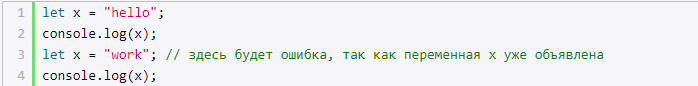 1 let x = "hello";
2 console.log(x);
3 let x = "work"; // здесь будет ошибка, так как переменная x уже объявлена
4 console.log(x);